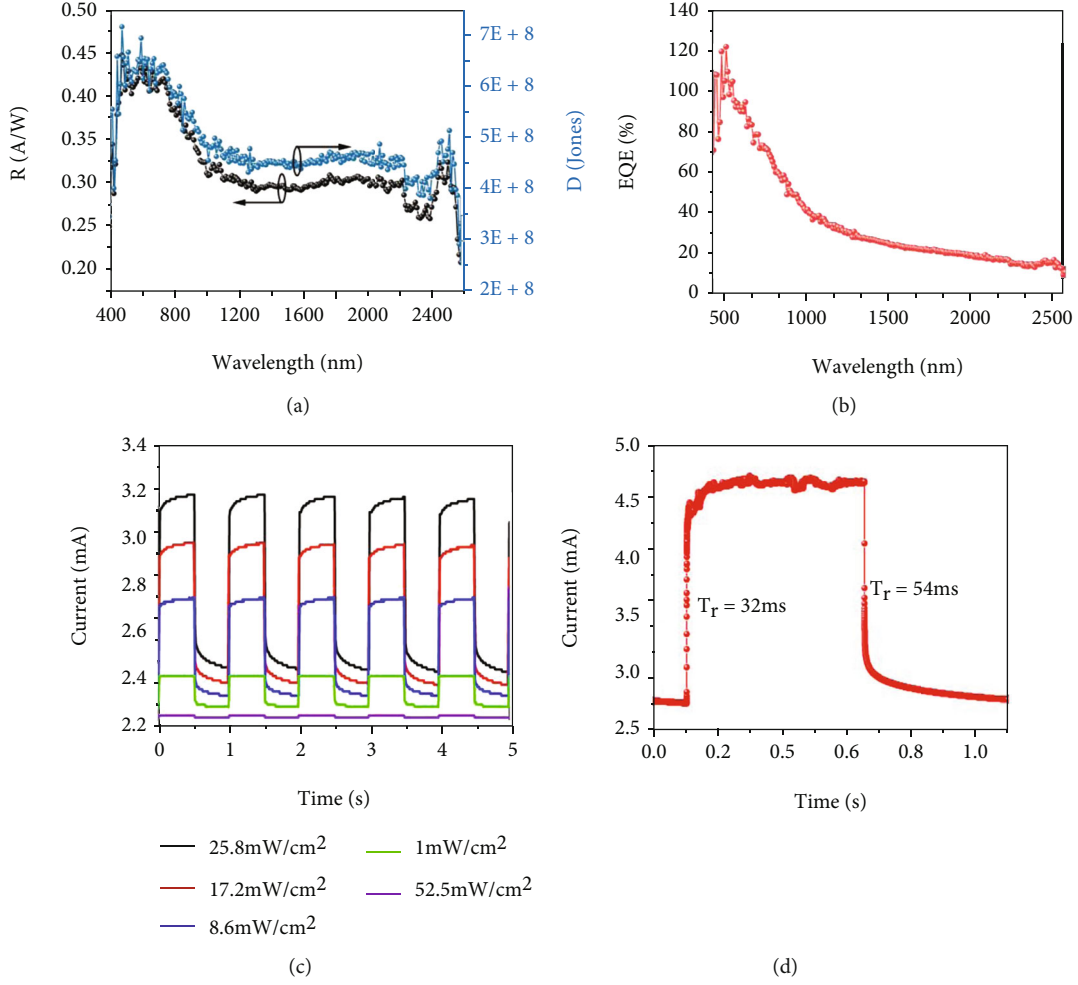 0.50
0.45
0.40
0.35
0.30
0.25
0.20
R (A/W)
7E + 8
6E + 8
5E + 8
4E + 8
3E + 8
2E + 8
D (Jones)
400 800 1200 1600 2000 2400
Wavelength (nm)
(a)
140
120
100
80
60
40
20
0
EQE (%)
500 1000 1500 2000 2500
Wavelength (nm)
(b)
3.4
3.2
3.0
2.8
2.6
2.4
2.2
Current (mA)
0 1 2 3 4 5
Time (s)
25.8mW/cm2
17.2mW/cm2
8.6mW/cm2
1mW/cm2
52.5mW/cm2
(c)
5.0
4.5
4.0
3.5
3.0
2.5
Current (mA)
Tr = 32ms
Tr = 54ms
0.0 0.2 0.5 0.6 0.8 1.0
Time (s)
(d)